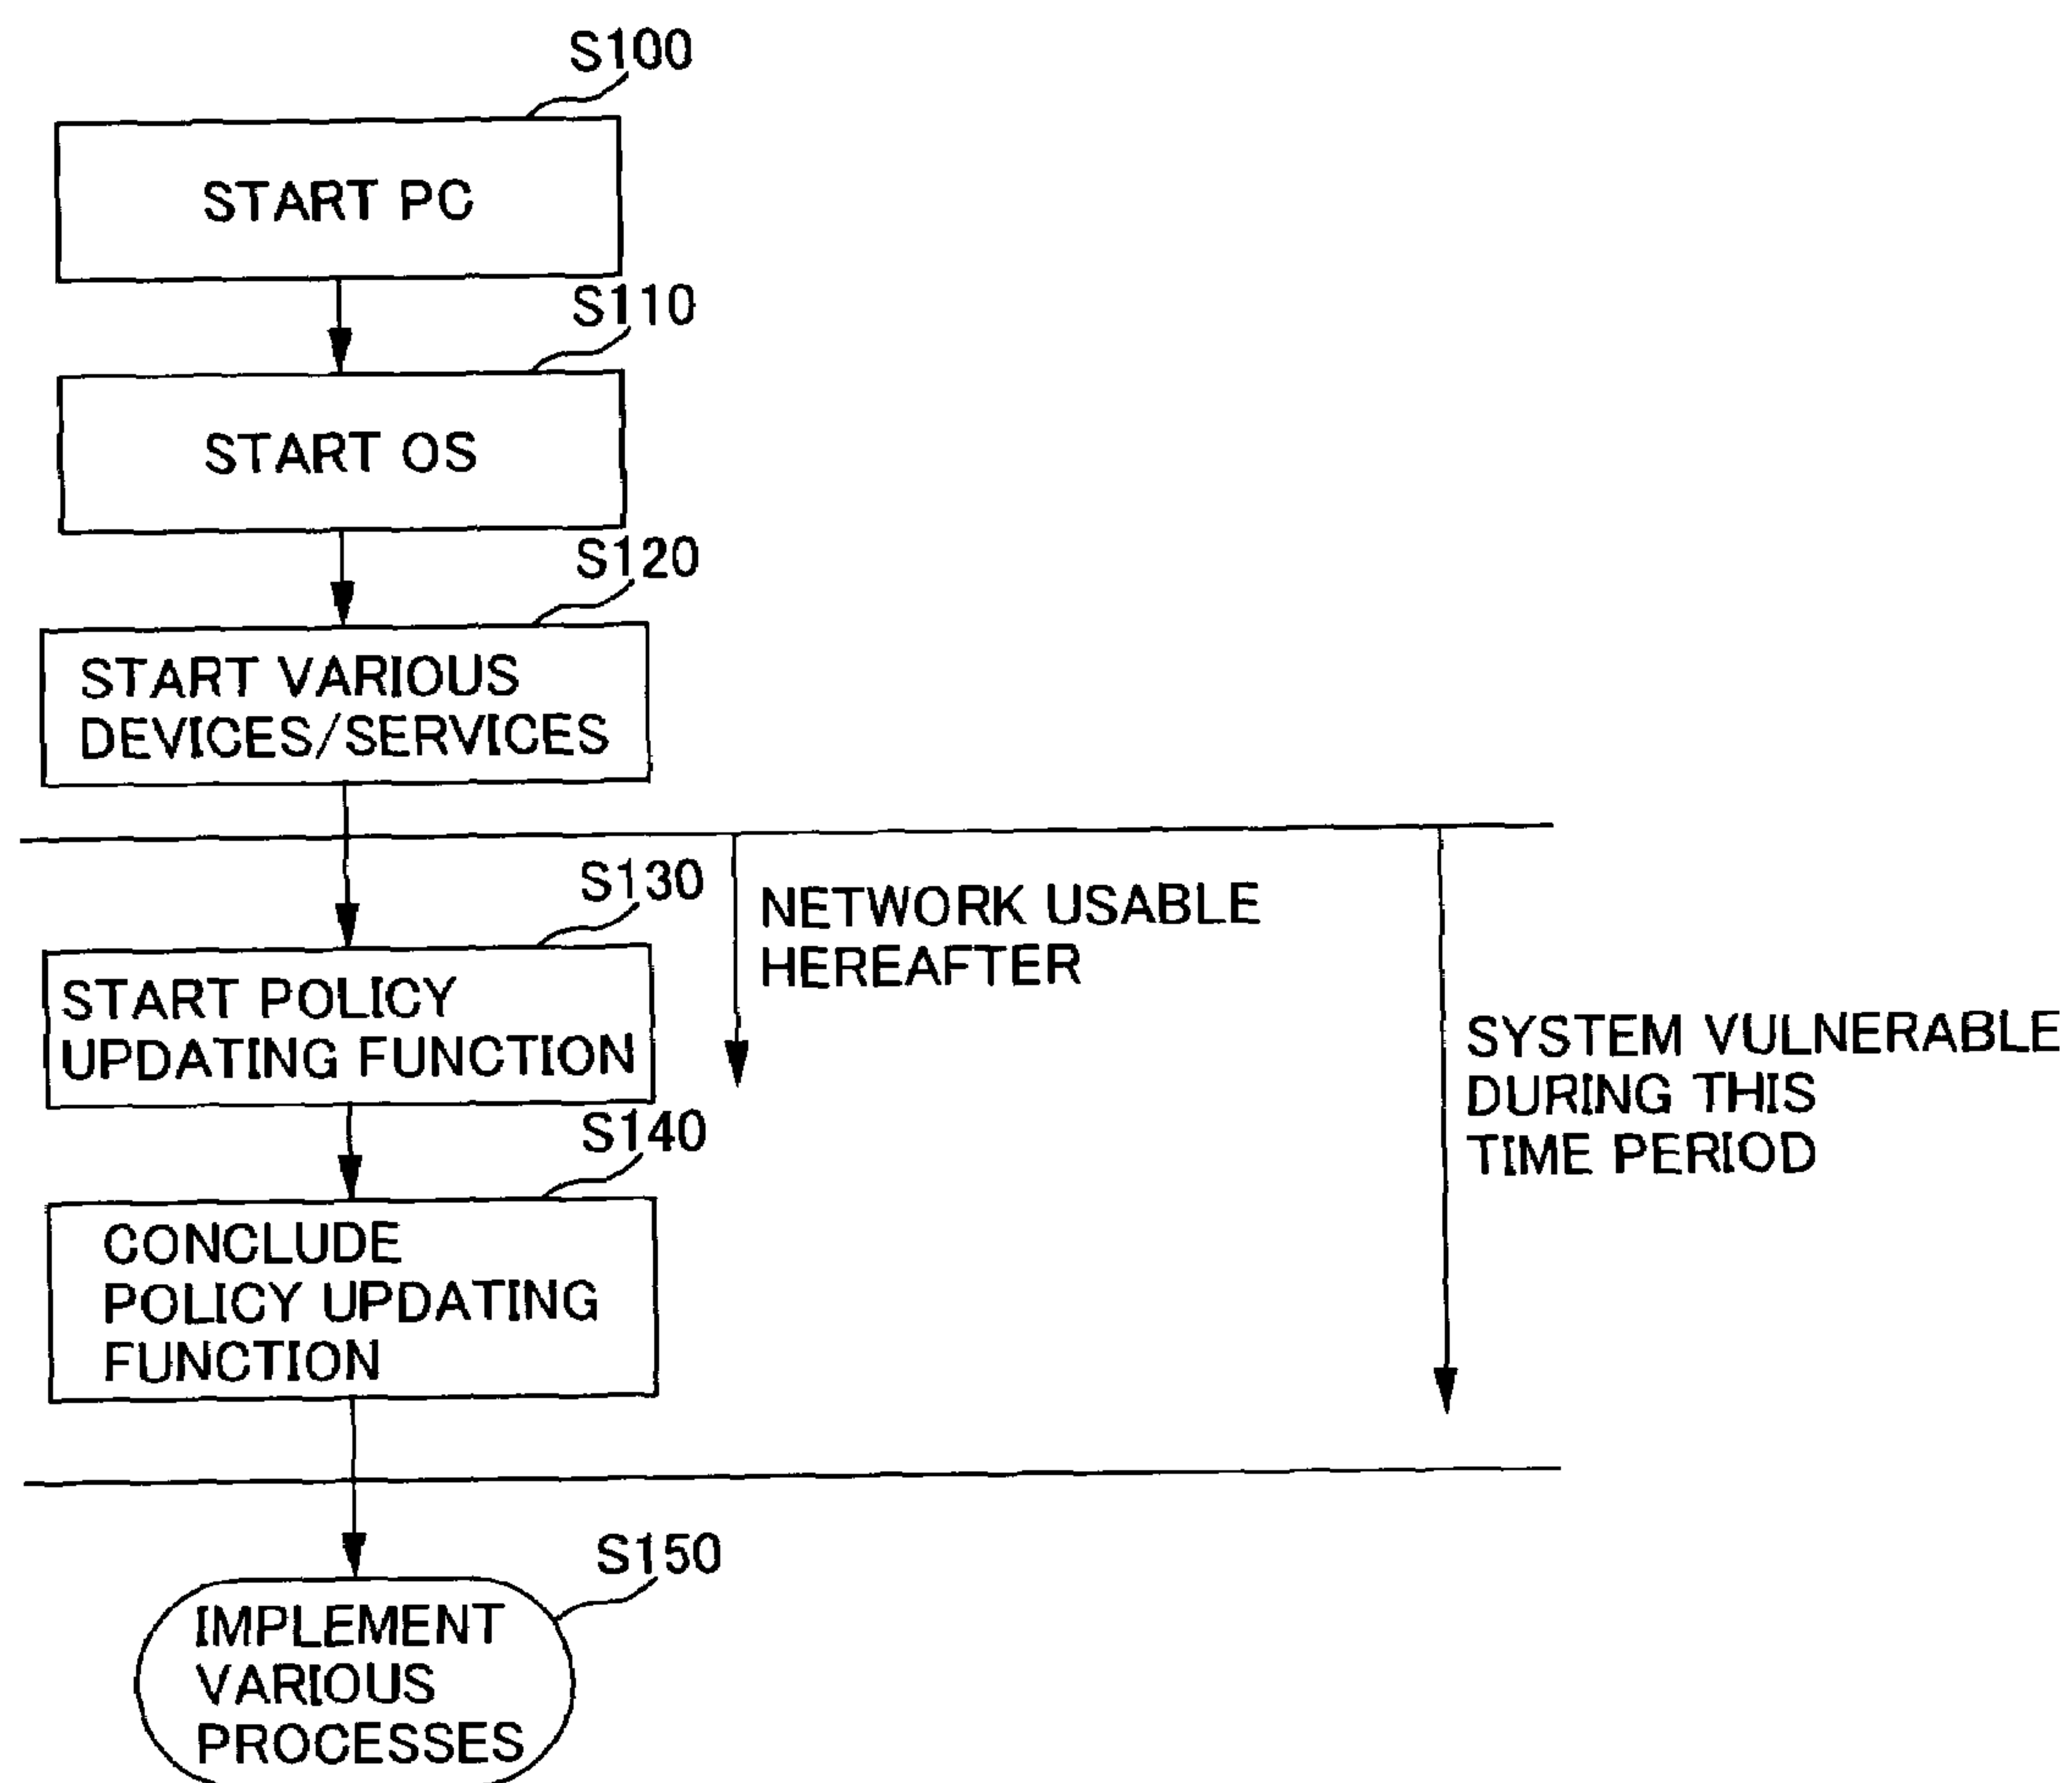 S100
START PC
S110
START OS
S120
START VARIOUS
DEVICES/SERVICES
S130
NETWORK USABLE
HEREAFTER
START POLICY
UPDATING FUNCTION
SYSTEM VULNERABLE
DURING THIS
TIME PERIOD
S140
CONCLUDE
POLICY UPDATING
FUNCTION
S150
IMPLEMENT
VARIOUS
PROCESSES